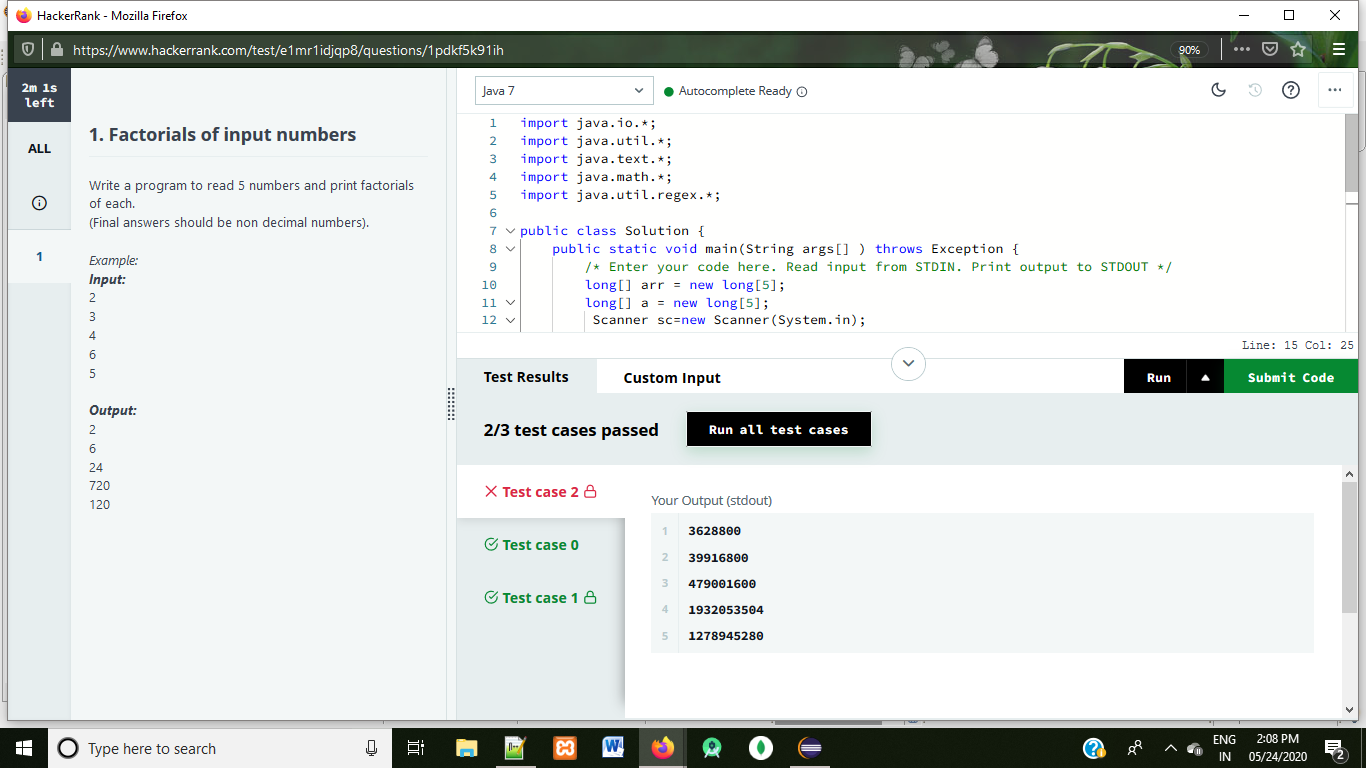 HackerRank - Mozilla Firefox
https://www.hackerrank.com/test/e1mr1idjqp8/questions/1pdkf5k91ih
90%
2m 1s
left
ALL
1
1. Factorials of input numbers
Write a program to read 5 numbers and print factorials
of each.
(Final answers should be non decimal numbers).
Example:
Input:
2
3
4
6
5
Output:
2
6
24
720
120
Java 7
Autocomplete Ready
1 import java.io.*;
2 import java.util.*;
3 import java.text.*;
4 import java.math.*;
5 import java.util.regex.*;
6
7 public class Solution {
8 public static void main(String args[] ) throws Exception {
9 /* Enter your code here. Read input from STDIN. Print output to STDOUT */
10 long[] arr = new long[5];
11 long[] a = new long[5];
12 Scanner sc=new Scanner(System.in);
Line: 15 Col: 25
Test Results
Custom Input
Run
Submit Code
2/3 test cases passed
Run all test cases
Test case 2
Test case 0
Test case 1
Your Output (stdout)
1 3628800
2 39916800
3 479001600
4 1932053504
5 1278945280
Type here to search
ENG
IN
2:08 PM
05/24/2020
2